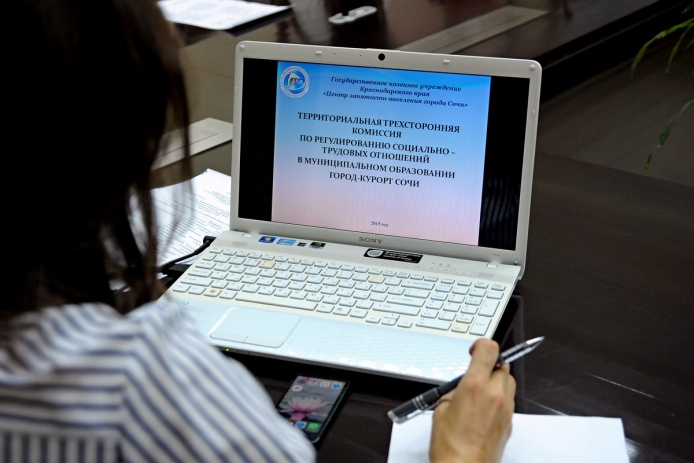 Государственное казенное учреждение
Краснодарского края
«Центр занятости населения города Сочи»
ТЕРРИТОРИАЛЬНАЯ ТРЕХСТОРОННЯЯ
КОМИССИЯ
ПО РЕГУЛИРОВАНИЮ СОЦИАЛЬНО –
ТРУДОВЫХ ОТНОШЕНИЙ
В МУНИЦИПАЛЬНОМ ОБРАЗОВАНИИ
ГОРОД-КУРОРТ СОЧИ
2019 год
SONY